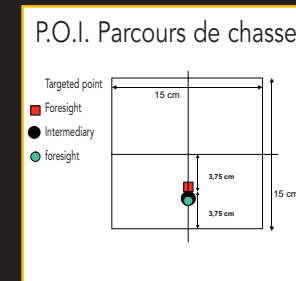 P.O.I. Parcours de chasse
Targeted point
15 cm
Foresight
Intermediary
foresight
3,75 cm
15 cm
3,75 cm